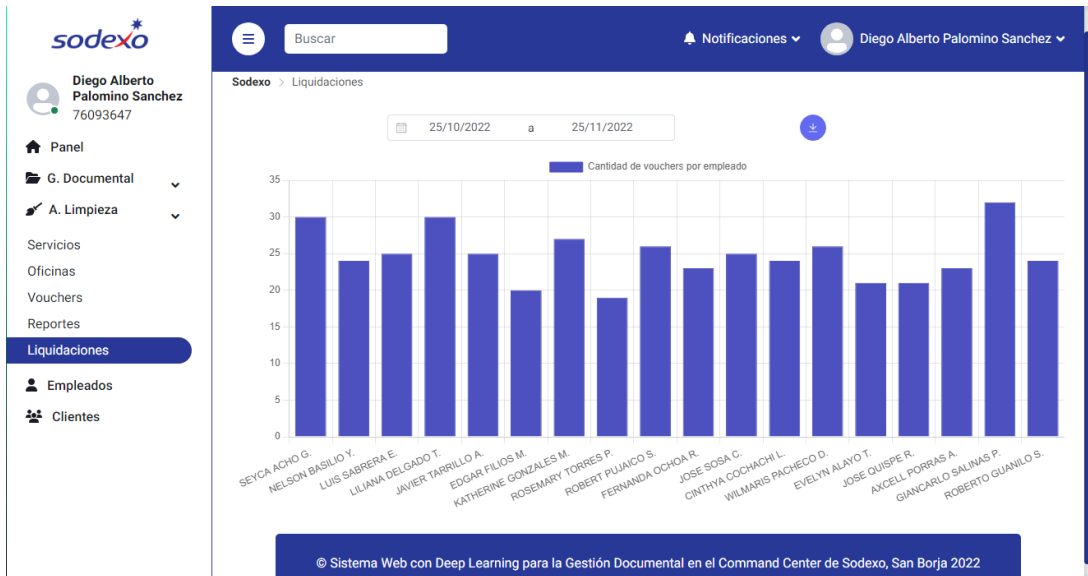 sodexo
Buscar
Notificaciones
Diego Alberto Palomino Sanchez
Diego Alberto
Palomino Sanchez
76093647
Panel
G. Documental
A. Limpieza
Servicios
Oficinas
Vouchers
Reportes
Liquidaciones
Empleados
Clientes
Sodexo > Liquidaciones
25/10/2022 a 25/11/2022
Cantidad de vouchers por empleado
35
30
25
20
15
10
5
0
SEYCA ACHO G.
NELSON BASILIO Y.
LUIS SABRERA E.
LILIANA DELGADO T.
JAVIER TARRILLO A.
EDGAR FILIOS M.
KATHERINE GONZALES M.
ROSEMARY TORRES P.
ROBERT PUJAICO S.
FERNANDA OCHOA R.
JOSE SOSA C.
CINTHYA COCHACHI L.
WILMARIS PACHECO D.
EVELYN ALAYO T.
JOSE QUISPE R.
AXCELL PORRAS A.
GIANCARLO SALINAS P.
ROBERTO GUANILO S.
© Sistema Web con Deep Learning para la Gestión Documental en el Command Center de Sodexo, San Borja 2022